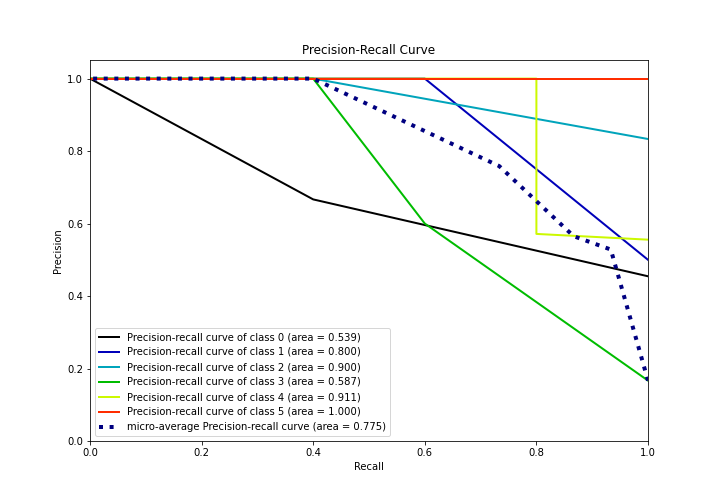 Precision-Recall Curve
Precision
1.0
0.8
0.6
0.4
0.2
0.0
Precision-recall curve of class 0 (area = 0.539)
Precision-recall curve of class 1 (area = 0.800)
Precision-recall curve of class 2 (area = 0.900)
Precision-recall curve of class 3 (area = 0.587)
Precision-recall curve of class 4 (area = 0.911)
Precision-recall curve of class 5 (area = 1.000)
micro-average Precision-recall curve (area = 0.775)
0.0 0.2 0.4 0.6 0.8 1.0
Recall